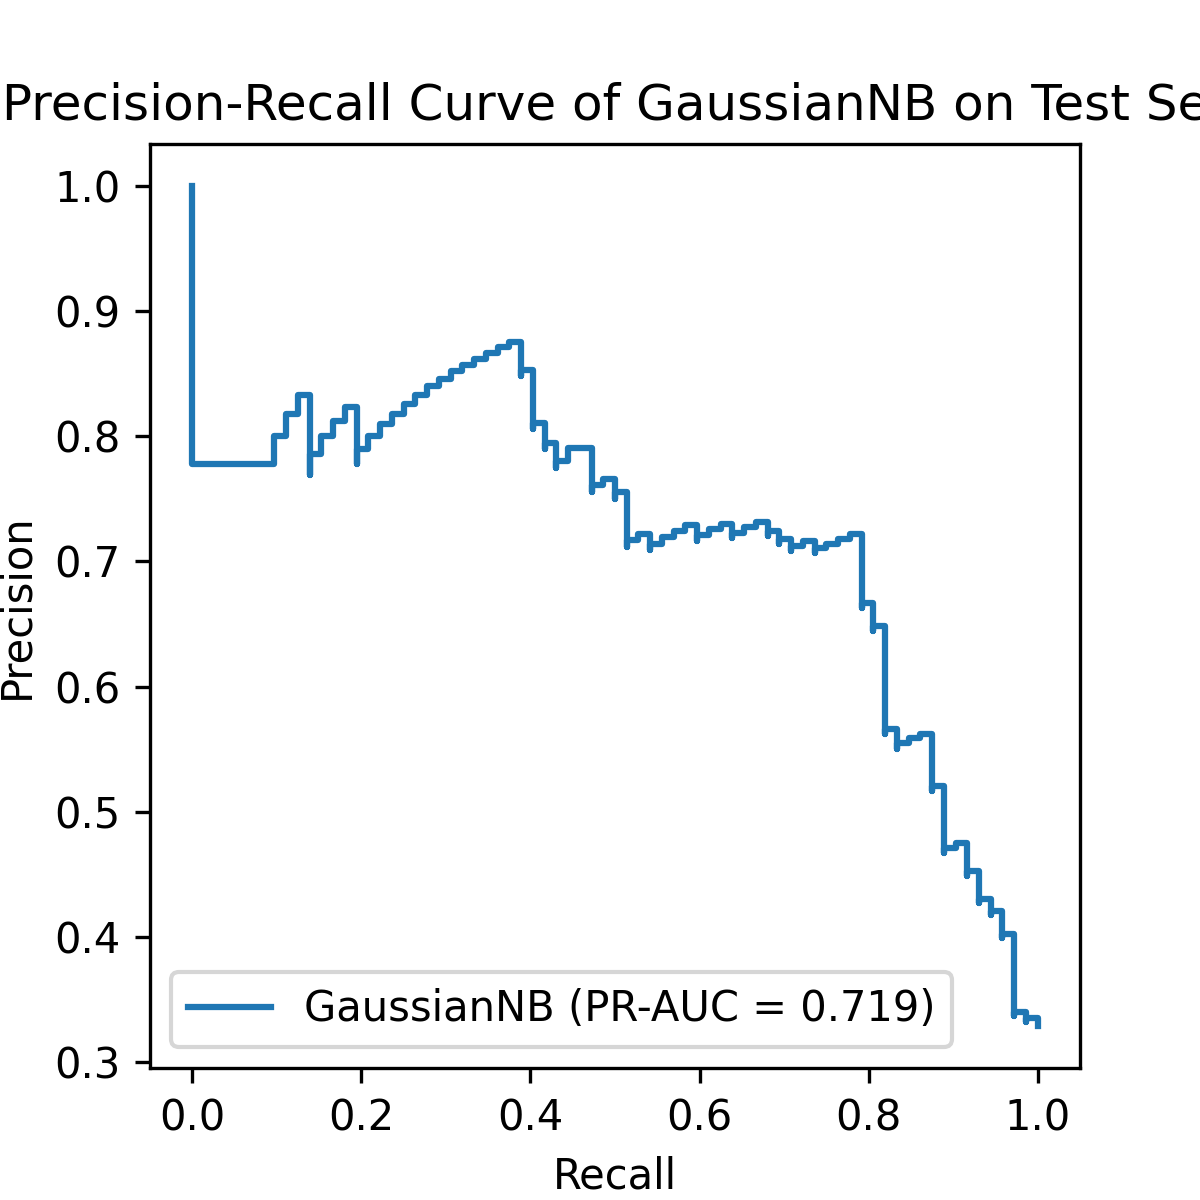 Precision-Recall Curve of GaussianNB on Test Se
1.0
0.9
0.8
0.7
0.6
0.5
0.4
0.3
Precision
GaussianNB (PR-AUC = 0.719)
0.0 0.2 0.4 0.6 0.8 1.0
Recall